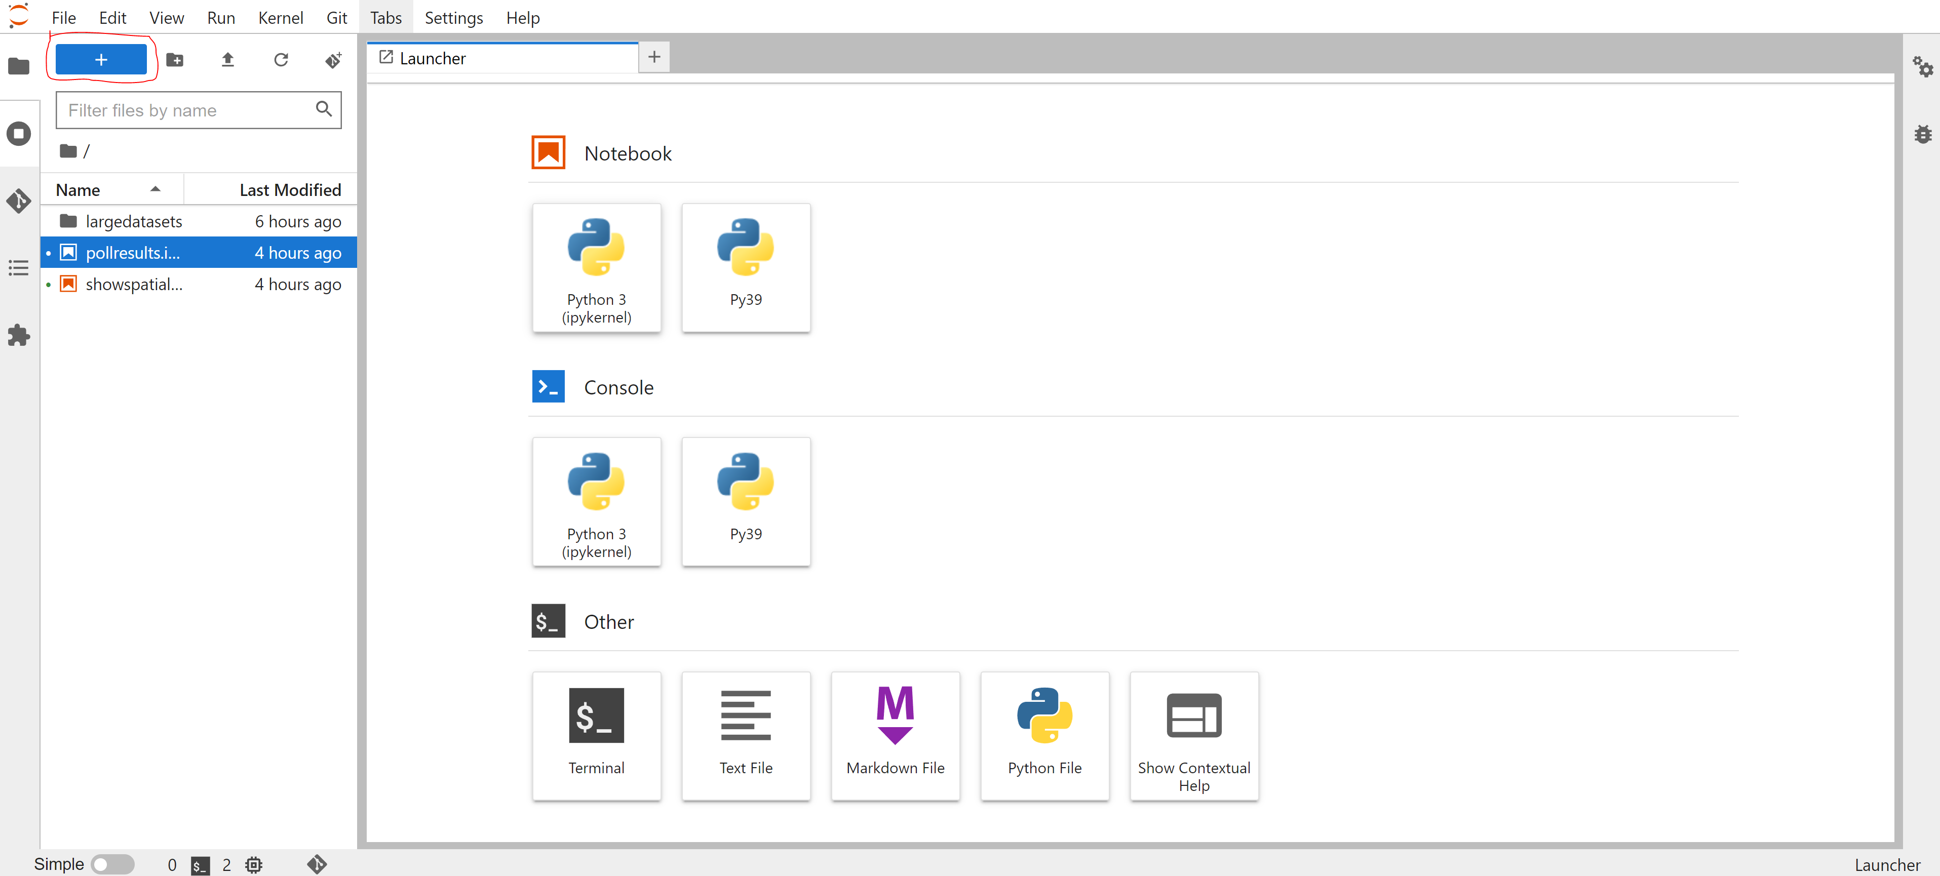 File Edit View Run Kernel Git Tabs Settings Help
+
Launcher
+
Filter files by name
/
Name Last Modified
largedatasets 6 hours ago
pollresults.i... 4 hours ago
showspatial... 4 hours ago
Notebook
Python 3
(ipykernel)
Py39
Console
Python 3
(ipykernel)
Py39
$_ Other
$_
Terminal
Text File
M
Markdown File
Python File
Show Contextual
Help
Simple 0 $_ 2 Launcher